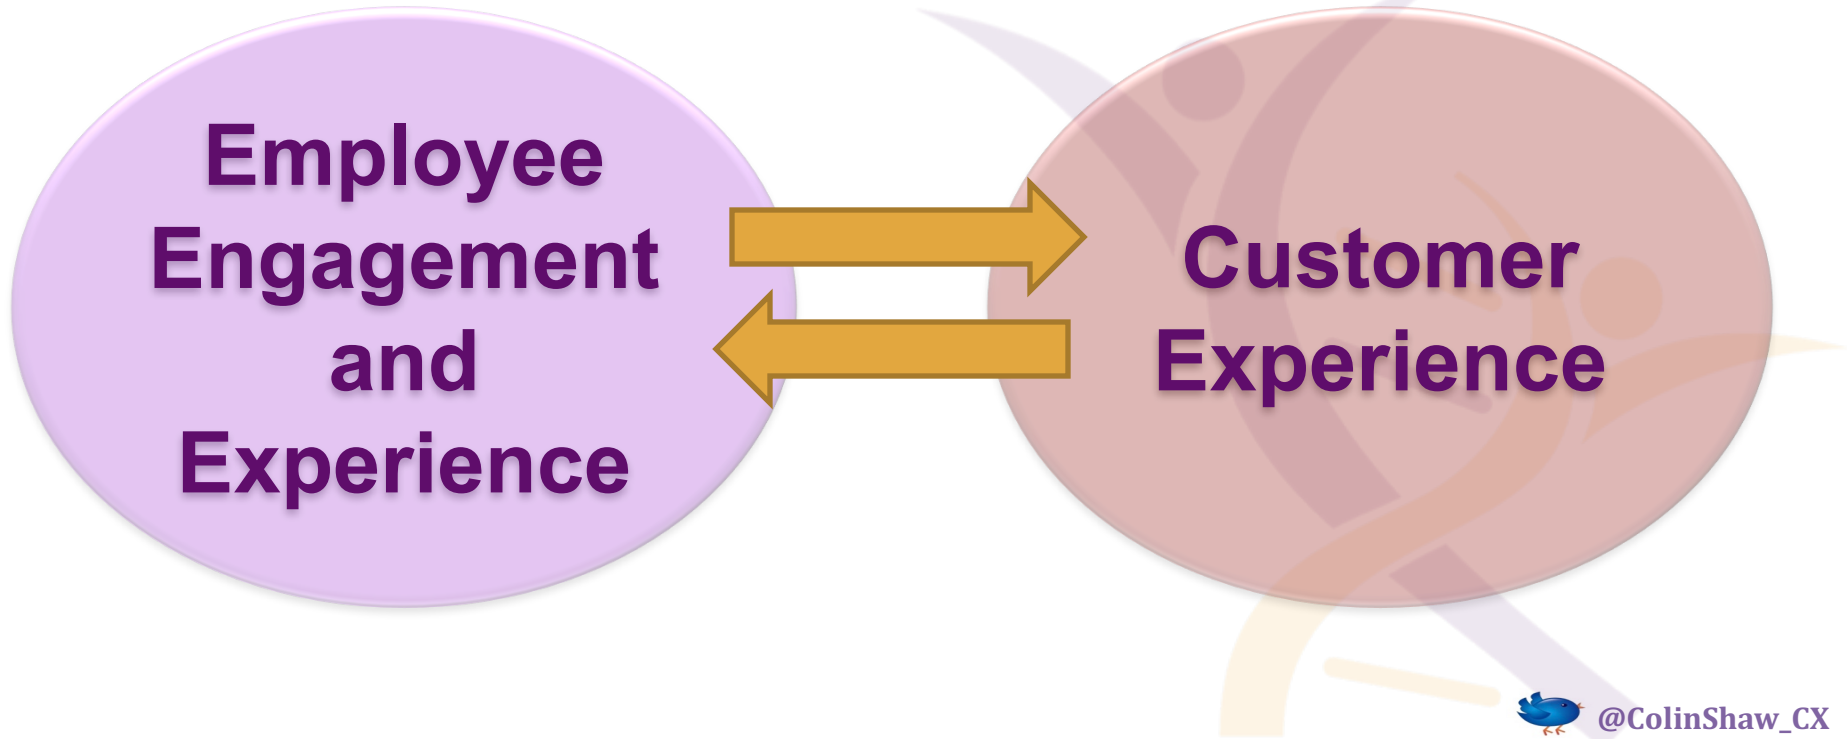 Employee
Engagement
and
Experience
Customer
Experience
@ColinShaw_CX